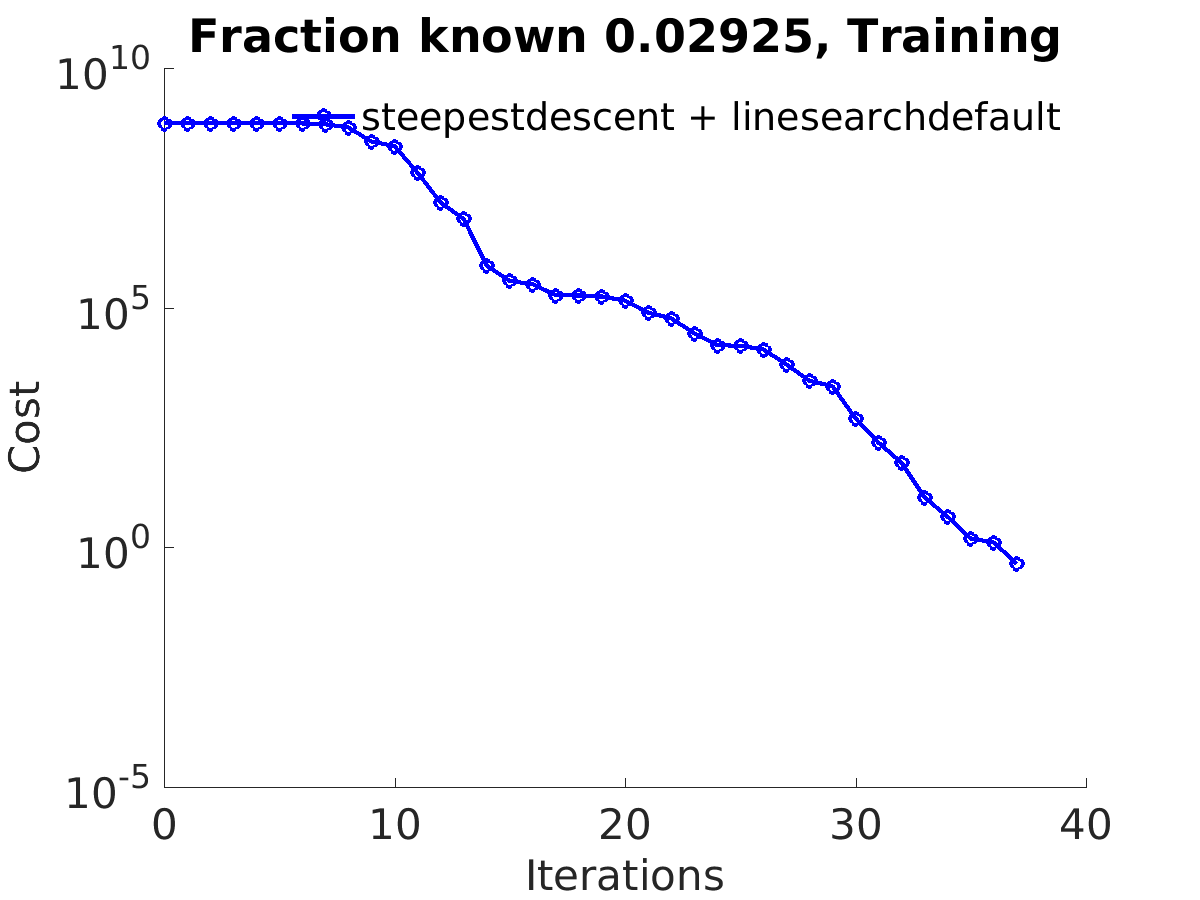 Fraction known 0.02925, Training
steepestdescent + linesearchdefault
10^10
10^5
10^0
10^-5
Cost
0 10 20 30 40
Iterations